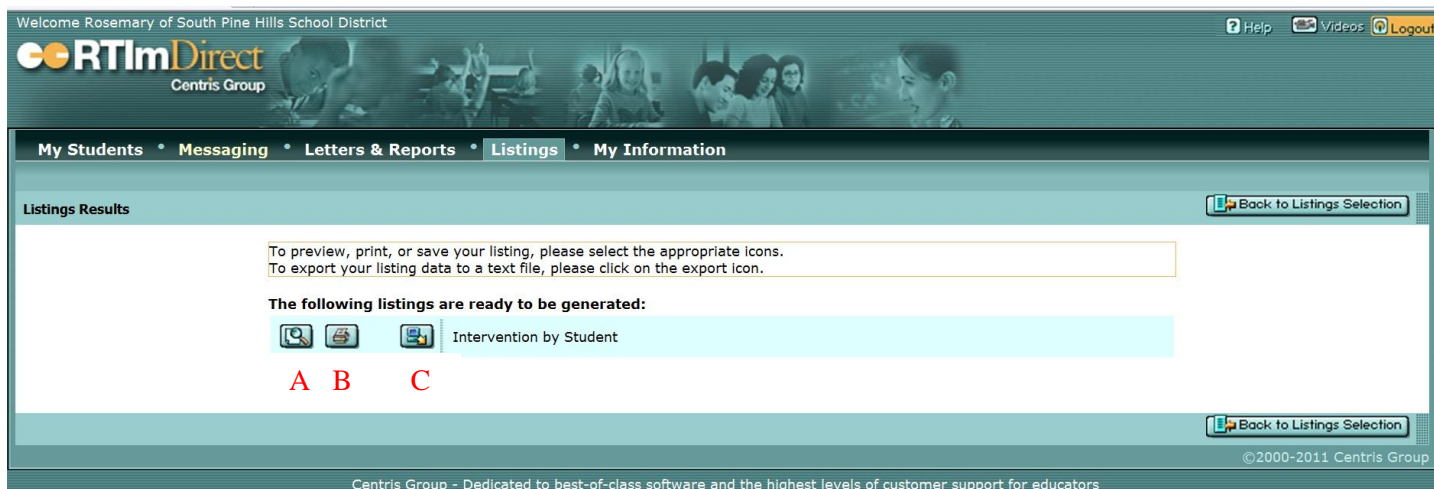 Welcome Rosemary of South Pine Hills School District
? Help Videos Logout
RTImDirect
Centris Group
My Students • Messaging • Letters & Reports • Listings • My Information
Listings Results
Back to Listings Selection
To preview, print, or save your listing, please select the appropriate icons.
To export your listing data to a text file, please click on the export icon.
The following listings are ready to be generated:
Intervention by Student
A B C
Back to Listings Selection
©2000-2011 Centris Group
Centris Group - Dedicated to best-of-class software and the highest levels of customer support for educators